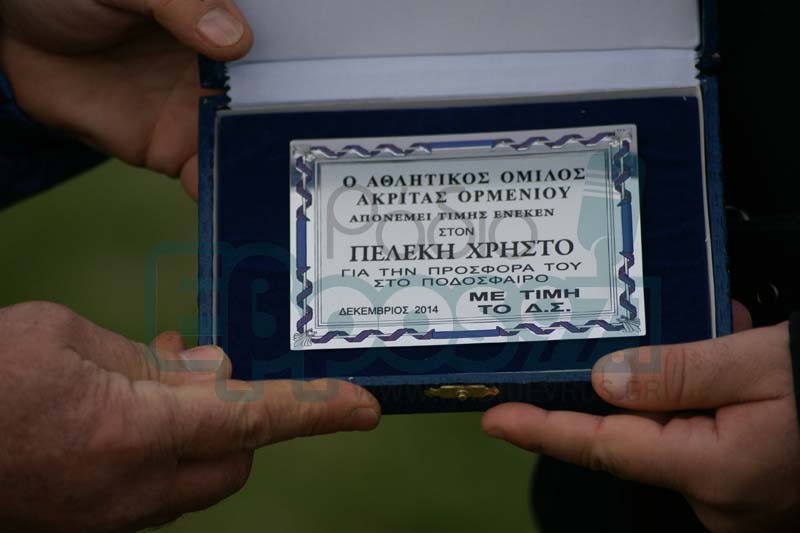 Ο ΑΘΛΗΤΙΚΟΣ ΟΜΙΛΟΣ
ΑΚΡΙΤΑΣ ΟΡΜΕΝΙΟΥ
ΑΠΟΝΕΜΕΙ ΤΙΜΗΣ ΕΝΕΚΕΝ
ΣΤΟΝ
ΠΕΛΕΚΗ ΧΡΗΣΤΟ
ΓΙΑ ΤΗΝ ΠΡΟΣΦΟΡΑ ΤΟΥ
ΣΤΟ ΠΟΔΟΣΦΑΙΡΟ
ΜΕ ΤΙΜΗ
ΔΕΚΕΜΒΡΙΟΣ 2014 ΤΟ Δ.Σ.